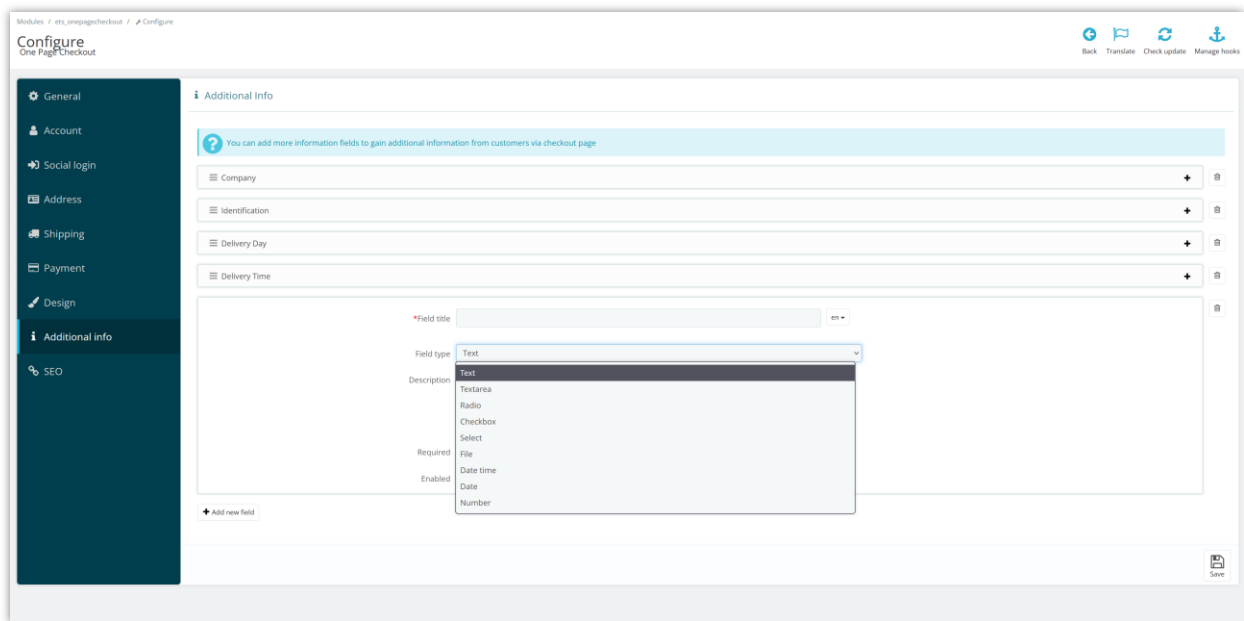 Modules / ets_onepagecheckout / Configure
Configure
One Page Checkout
Back Translate Check update Manage hooks
General
Account
Social login
Address
Shipping
Payment
Design
Additional info
SEO
Additional Info
You can add more information fields to gain additional information from customers via checkout page
Company
Identification
Delivery Day
Delivery Time
*Field title
en
Field type Text
Description
Text
Textarea
Radio
Checkbox
Select
Required
File
Date time
Enabled
Date
Number
Add new field
Save